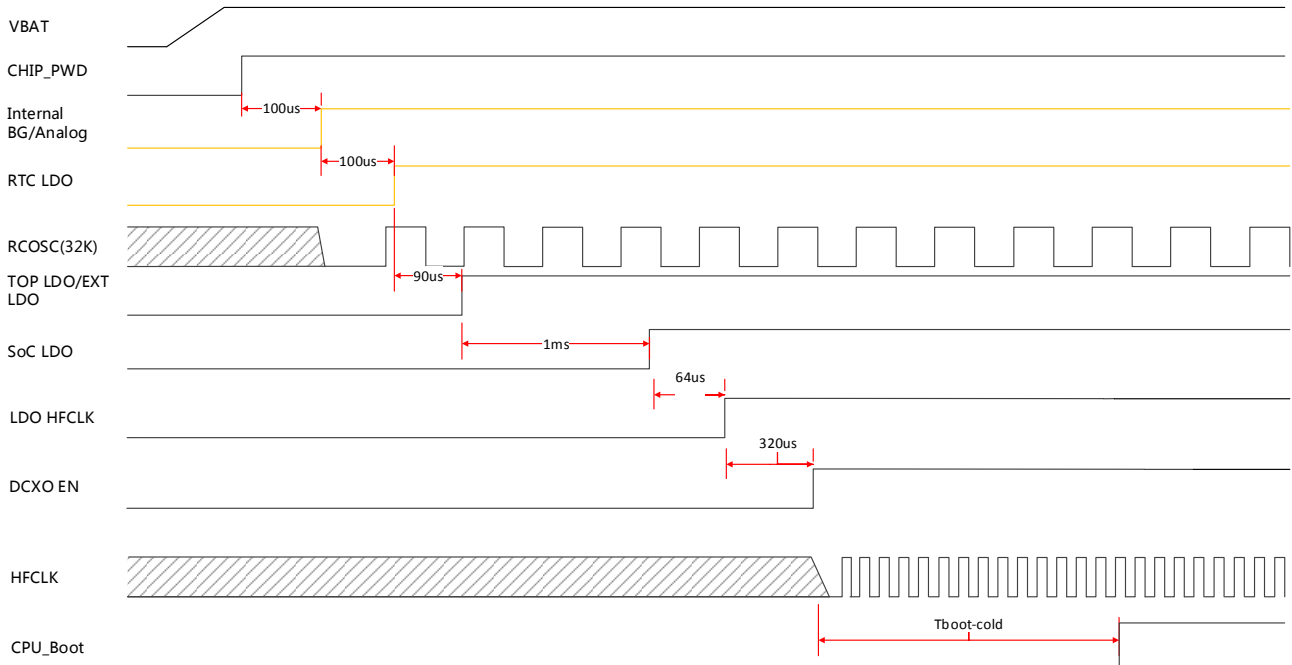 VBAT
CHIP_PWD
100us
Internal
BG/Analog
100us
RTC LDO
RCOSC(32K)
90us
TOP LDO/EXT
LDO
1ms
SoC LDO
64us
LDO HFCLK
320us
DCXO EN
HFCLK
Tboot-cold
CPU_Boot